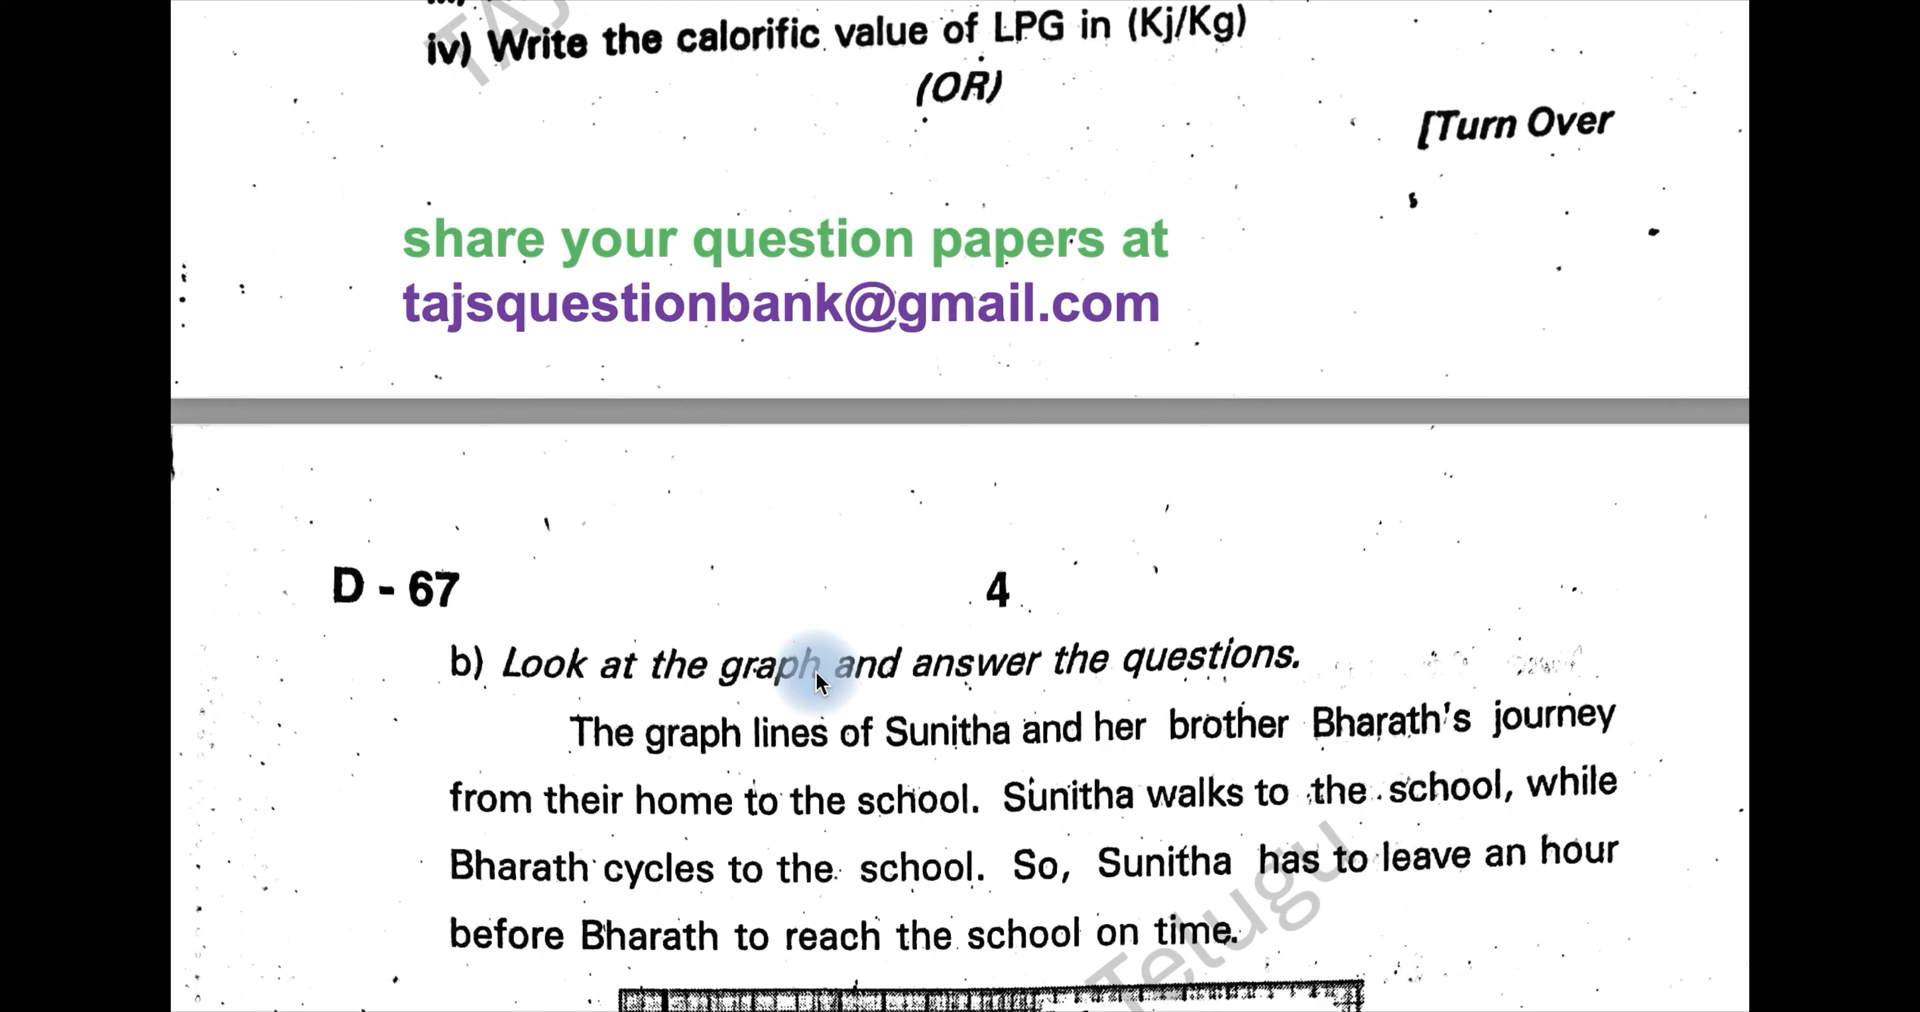 iv) Write the calorific value of LPG in (Kj/Kg)
(OR)
[Turn Over
share your question papers at
tajsquestionbank@gmail.com
D - 67
4
b) Look at the graph and answer the questions.
The graph lines of Sunitha and her brother Bharath's journey
from their home to the school. Sunitha walks to the school, while
Bharath cycles to the school. So, Sunitha has to leave an hour
before Bharath to reach the school on time.
Telugu